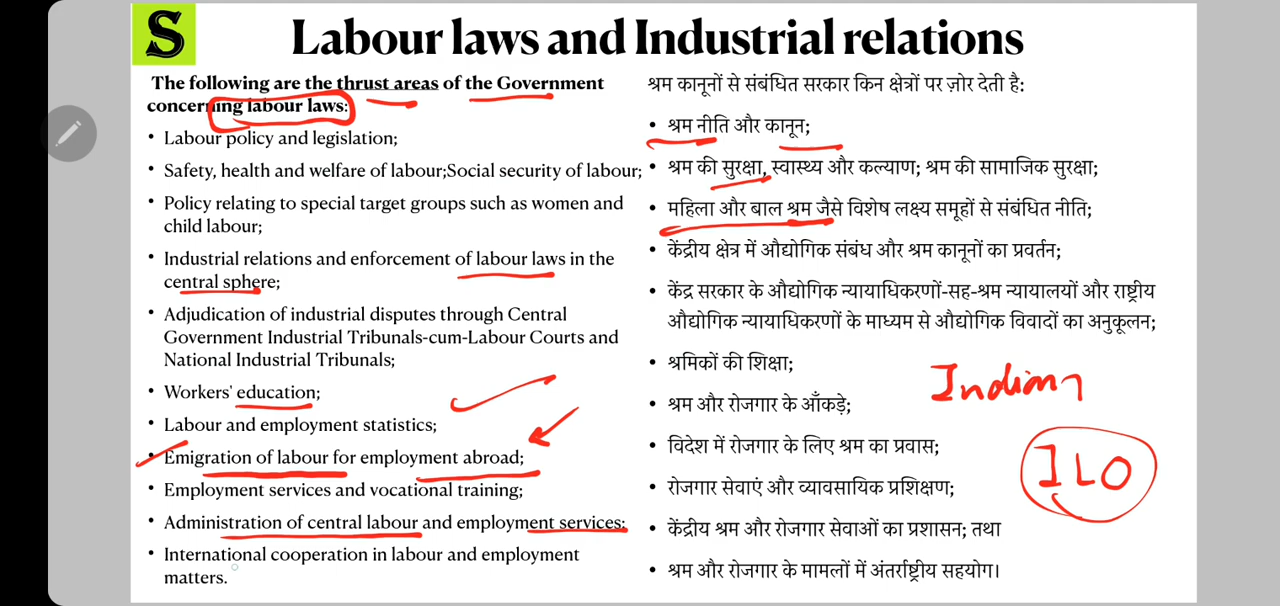 S
Labour laws and Industrial relations
The following are the thrust areas of the Government
concerning labour laws:
• Labour policy and legislation;
• Safety, health and welfare of labour;Social security of labour;
• Policy relating to special target groups such as women and
child labour;
• Industrial relations and enforcement of labour laws in the
central sphere;
• Adjudication of industrial disputes through Central
Government Industrial Tribunals-cum-Labour Courts and
National Industrial Tribunals;
• Workers' education;
• Labour and employment statistics;
• Emigration of labour for employment abroad;
• Employment services and vocational training;
• Administration of central labour and employment services;
• International cooperation in labour and employment
matters.
श्रम कानूनों से संबंधित सरकार किन क्षेत्रों पर ज़ोर देती है:
• श्रम नीति और कानून;
• श्रम की सुरक्षा, स्वास्थ्य और कल्याण; श्रम की सामाजिक सुरक्षा;
• महिला और बाल श्रम जैसे विशेष लक्ष्य समूहों से संबंधित नीति;
• केंद्रीय क्षेत्र में औद्योगिक संबंध और श्रम कानूनों का प्रवर्तन;
• केंद्र सरकार के औद्योगिक न्यायाधिकरणों-सह-श्रम न्यायालयों और राष्ट्रीय
औद्योगिक न्यायाधिकरणों के माध्यम से औद्योगिक विवादों का अनुकूलन;
• श्रमिकों की शिक्षा;
• श्रम और रोजगार के आँकड़े;
• विदेश में रोजगार के लिए श्रम का प्रवास;
• रोजगार सेवाएं और व्यावसायिक प्रशिक्षण;
• केंद्रीय श्रम और रोजगार सेवाओं का प्रशासन; तथा
• श्रम और रोजगार के मामलों में अंतर्राष्ट्रीय सहयोग।
Indian
ILO